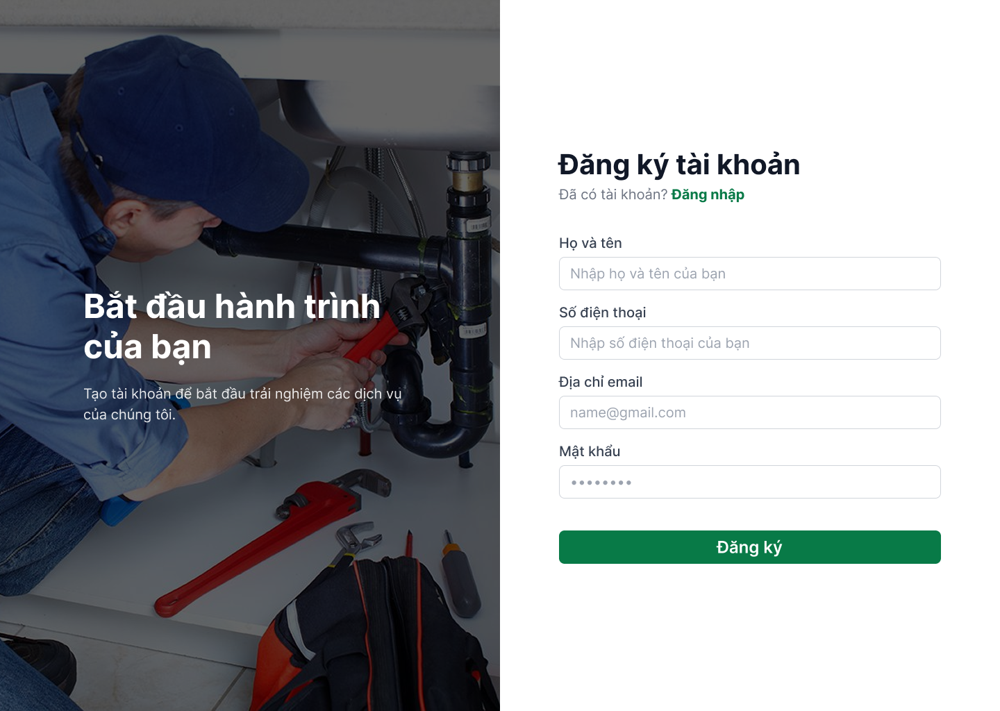 Bắt đầu hành trình
của bạn
Tạo tài khoản để bắt đầu trải nghiệm các dịch vụ
của chúng tôi.
Đăng ký tài khoản
Đã có tài khoản? Đăng nhập
Họ và tên
Nhập họ và tên của bạn
Số điện thoại
Nhập số điện thoại của bạn
Địa chỉ email
name@gmail.com
Mật khẩu
••••••••
Đăng ký